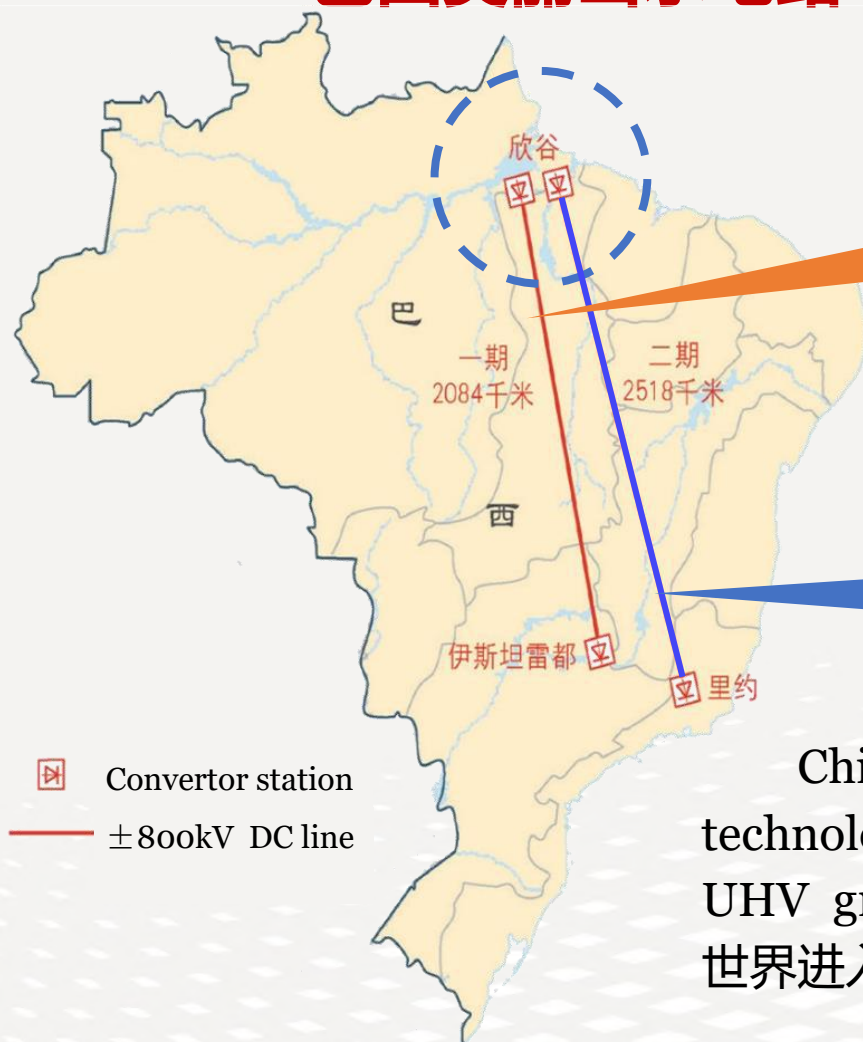 欣谷
巴
一期
2084千米
二期
2518千米
西
伊斯坦雷都
里约
Convertor station
±800kV DC line
Chi
technol
UHV g
世界进